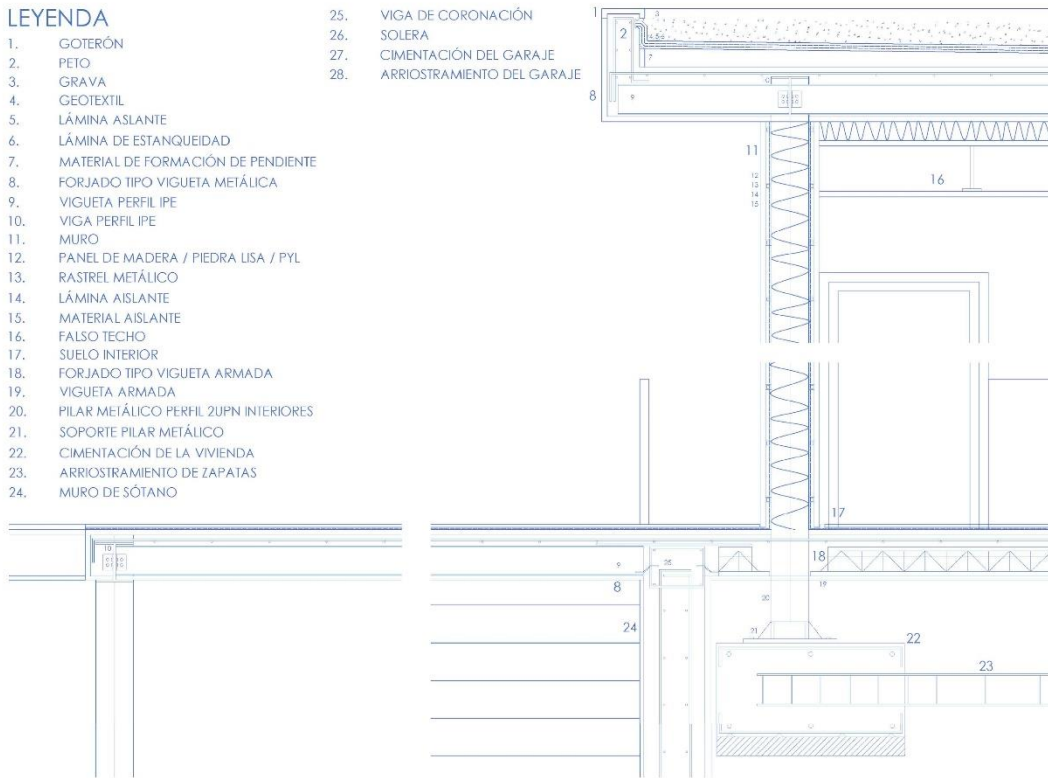 LEYENDA
1. GOTERÓN
2. PETO
3. GRAVA
4. GEOTEXTIL
5. LÁMINA ASLANTE
6. LÁMINA DE ESTANQUEIDAD
7. MATERIAL DE FORMACIÓN DE PENDIENTE
8. FORJADO TIPO VIGUETA METÁLICA
9. VIGUETA PERFIL IPE
10. VIGA PERFIL IPE
11. MURO
12. PANEL DE MADERA / PIEDRA LISA / PYL
13. RASTREL METÁLICO
14. LÁMINA AISLANTE
15. MATERIAL AISLANTE
16. FALSO TECHO
17. SUELO INTERIOR
18. FORJADO TIPO VIGUETA ARMADA
19. VIGUETA ARMADA
20. PILAR METÁLICO PERFIL 2UPN INTERIORES
21. SOPORTE PILAR METÁLICO
22. CIMENTACIÓN DE LA VIVIENDA
23. ARRIOSTRAMIENTO DE ZAPATAS
24. MURO DE SÓTANO
25. VIGA DE CORONACIÓN
26. SOLERA
27. CIMENTACIÓN DEL GARAJE
28. ARRIOSTRAMIENTO DEL GARAJE
1
3
2
7
8
9
11
12
13
14
15
16
17
10
18
9
25
8
19
20
24
21
22
23